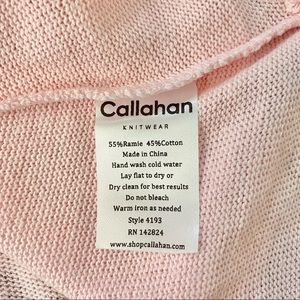 Callahan
KNITWEAR
55%Ramie 45%Cotton
Made in China
Hand wash cold water
Lay flat to dry or
Dry clean for best results
Do not bleach
Warm iron as needed
Style 4193
RN 142824
www.shopcallahan.com